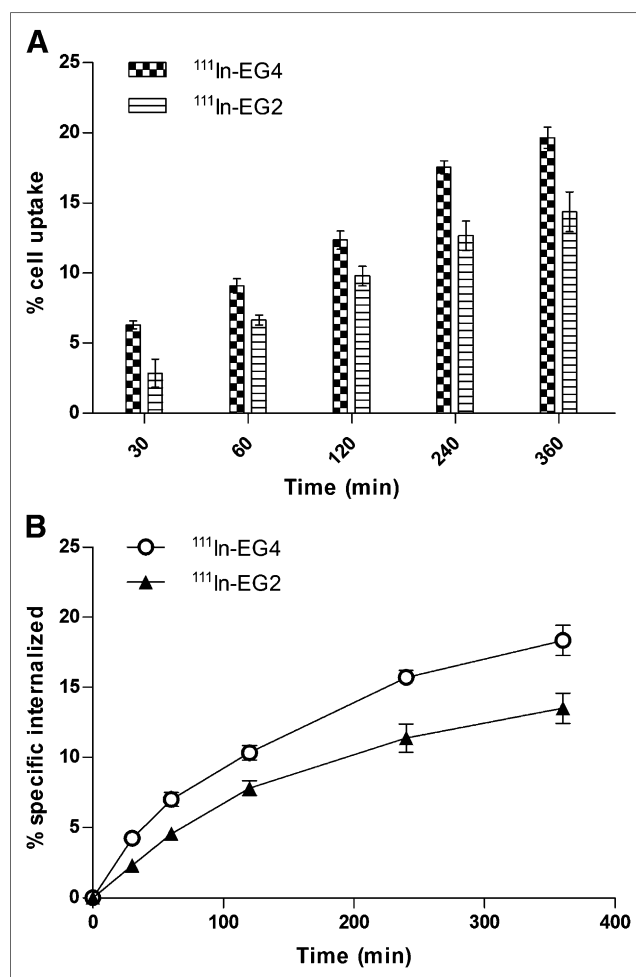 A
25
20
15
10
5
0
% cell uptake
¹¹¹In-EG4
¹¹¹In-EG2
30 60 120 240 360
Time (min)
B
25
20
15
10
5
0
% specific internalized
¹¹¹In-EG4
¹¹¹In-EG2
0 100 200 300 400
Time (min)